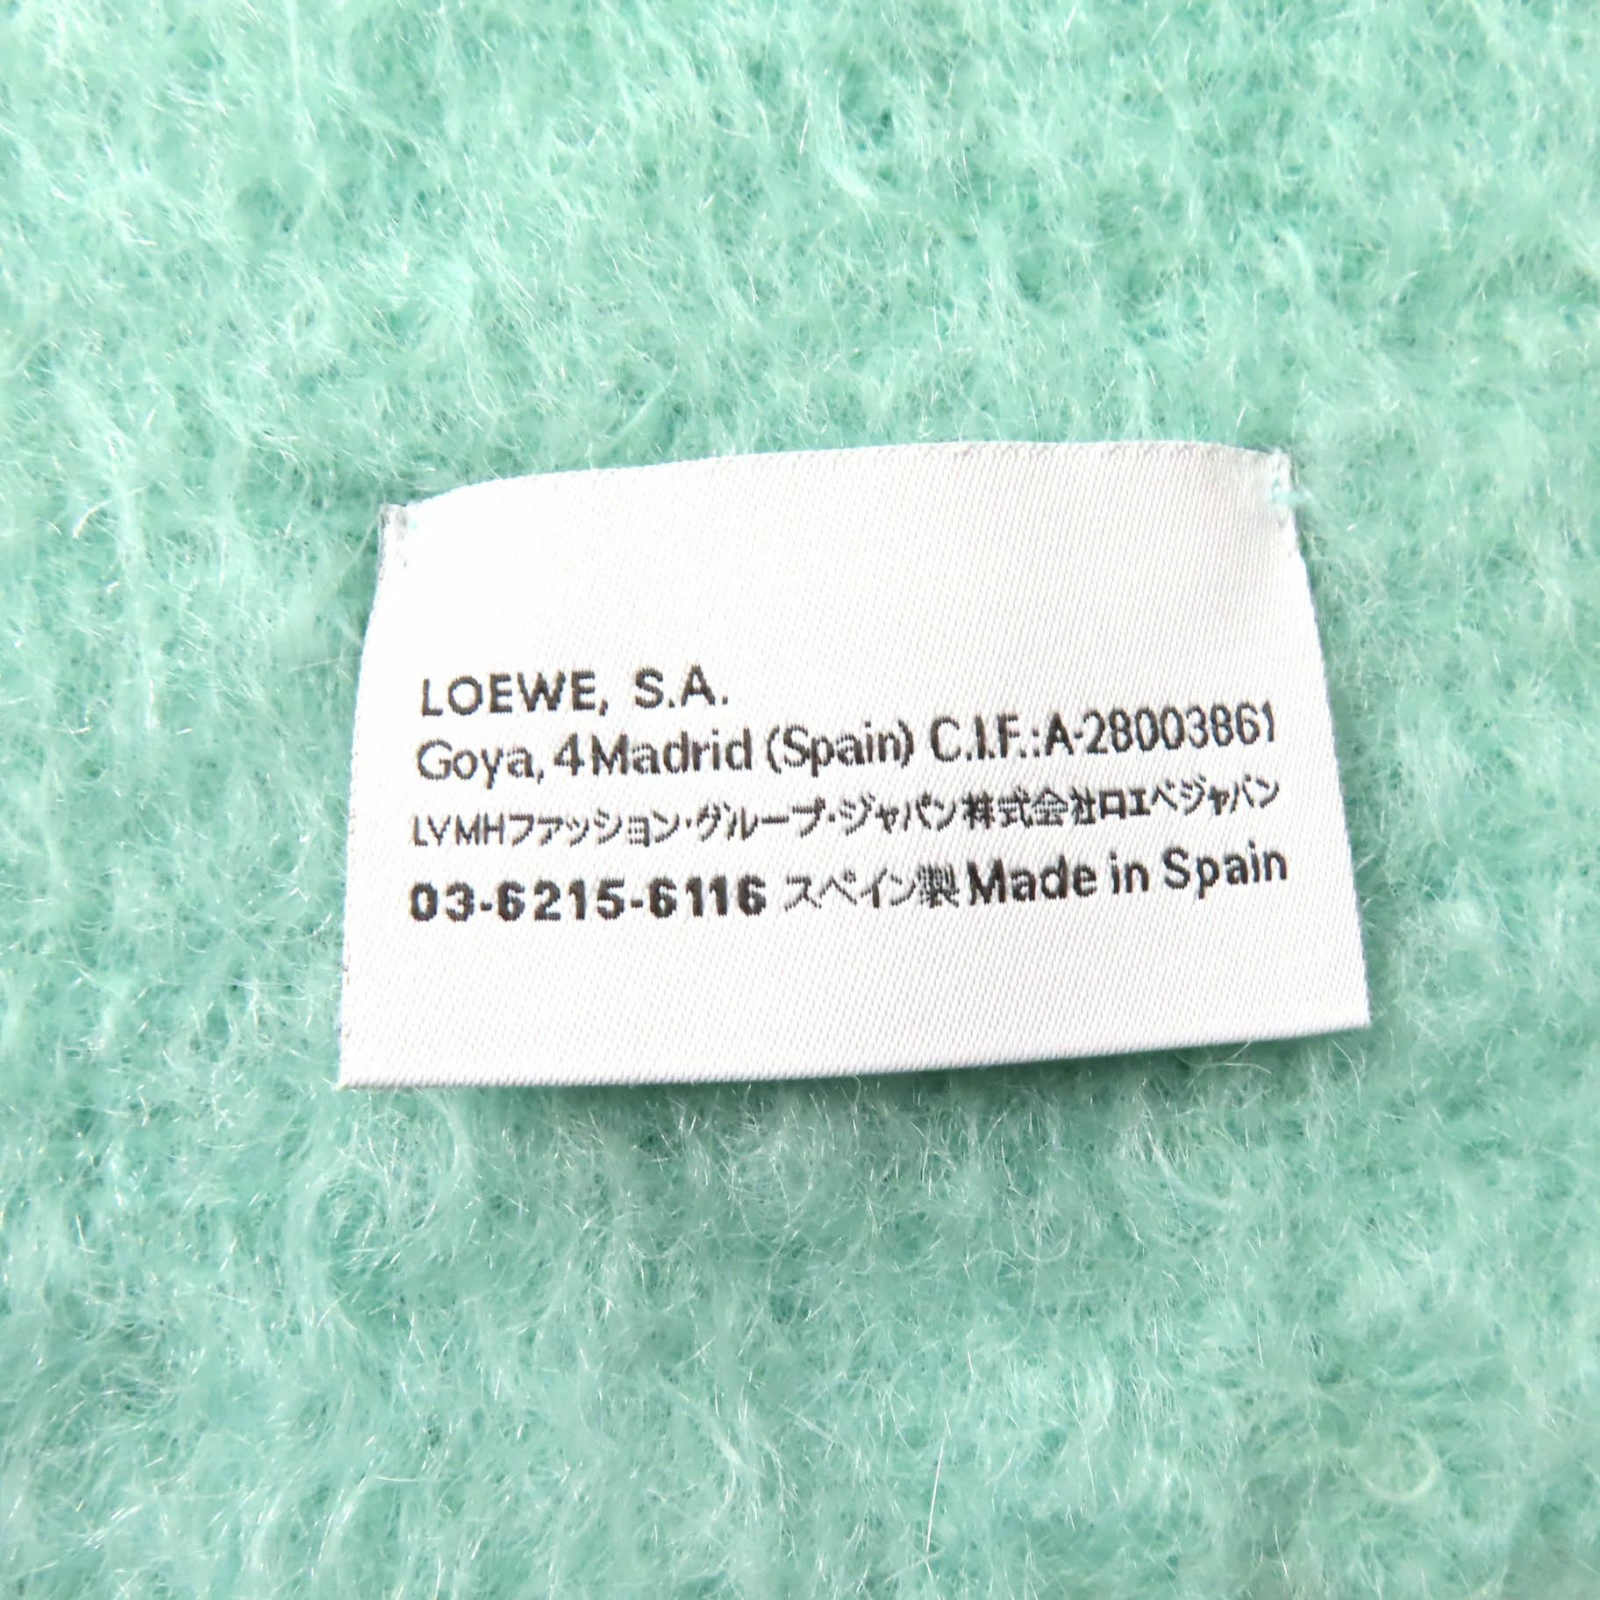 LOEWE, S.A.
Goya, 4 Madrid (Spain) C.I.F.:A-28003861
LVMHファッション・グループ・ジャパン株式会社ロエベジャパン
03-6215-6116 スペイン製 Made in Spain